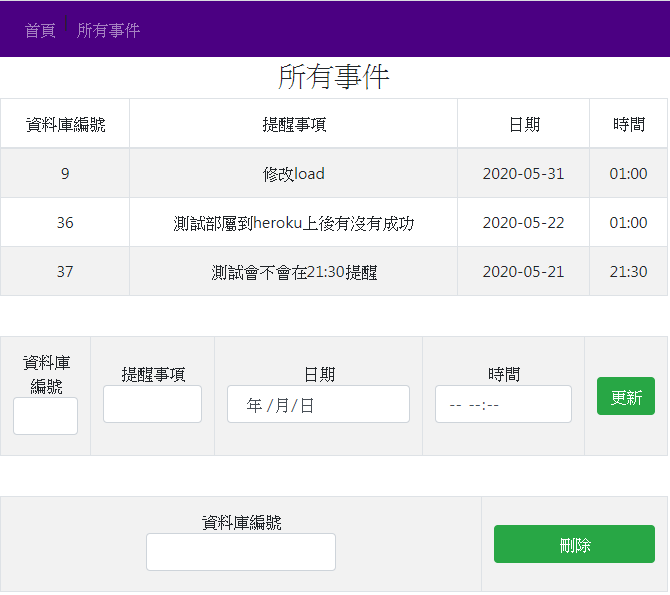 首頁 所有事件
所有事件
資料庫編號 提醒事項 日期 時間
9 修改load 2020-05-31 01:00
36 測試部屬到heroku上後有沒有成功 2020-05-22 01:00
37 測試會不會在21:30提醒 2020-05-21 21:30
資料庫
編號
提醒事項 日期 時間
年 /月/日 -- --:-- 更新
資料庫編號
刪除